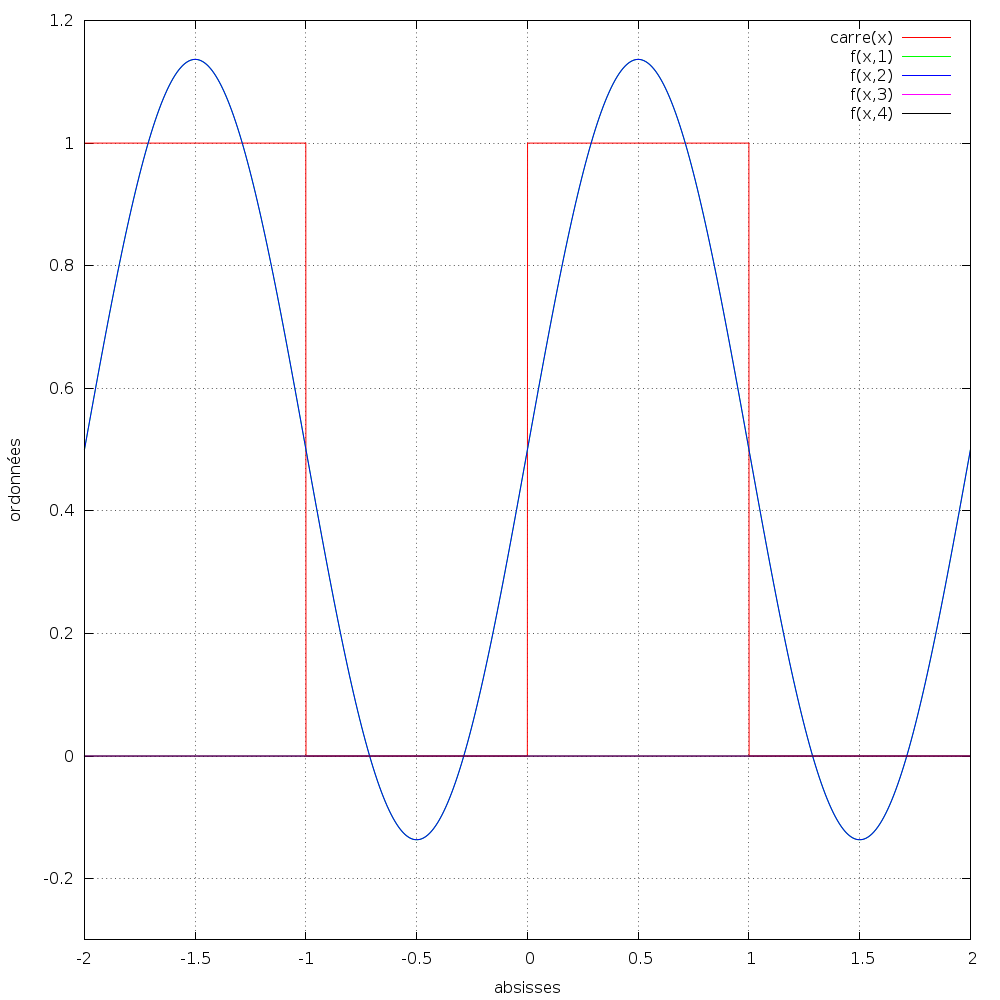 1.2
1
0.8
0.6
0.4
0.2
0
-0.2
-2
-1.5
-1
-0.5
0
0.5
1
1.5
2
ordonnées
absisses
carre(x)
f(x,1)
f(x,2)
f(x,3)
f(x,4)